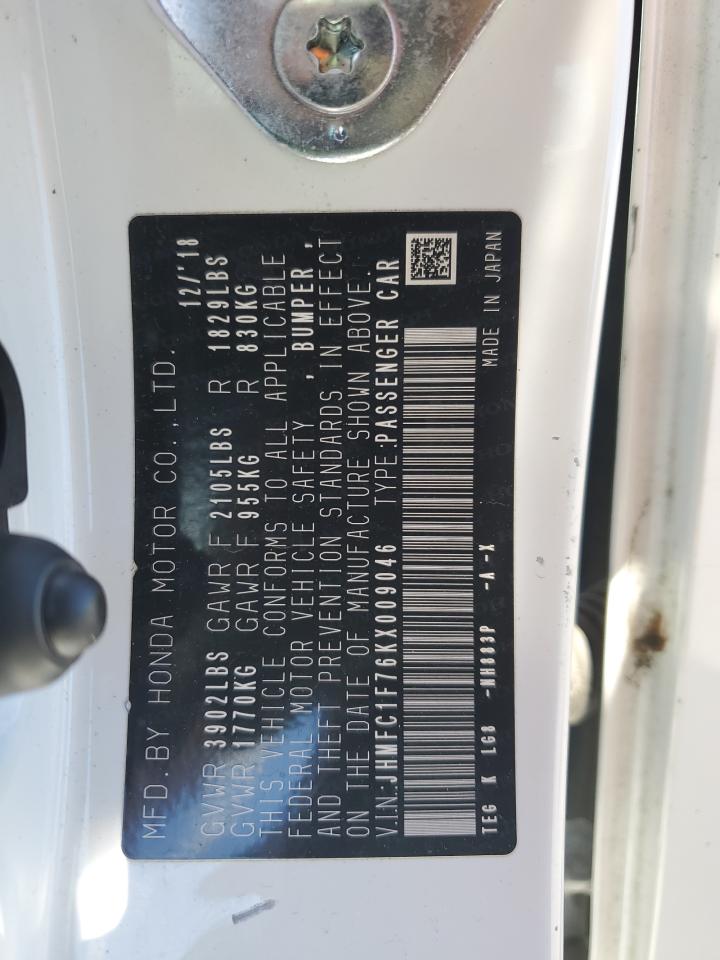 MFD. BY HONDA MOTOR CO., LTD. 12/'18
GVWR 3902LBS GAWR F 2105LBS R 1829LBS
GVWR 1770KG GAWR F 955KG R 830KG
THIS VEHICLE CONFORMS TO ALL APPLICABLE
FEDERAL MOTOR VEHICLE SAFETY , BUMPER ,
AND THEFT PREVENTION STANDARDS IN EFFECT
ON THE DATE OF MANUFACTURE SHOWN ABOVE.
VIN:JHMFC1F76KX009046 TYPE:PASSENGER CAR
TEG K LG8 -NH883P -A-X MADE IN JAPAN